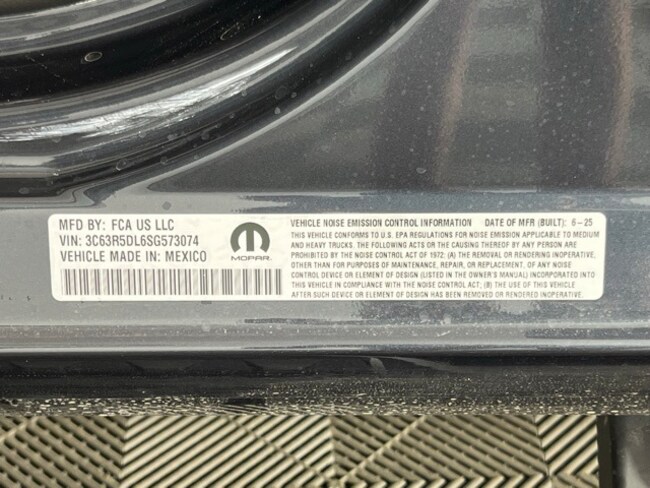 MFD BY: FCA US LLC
VIN: 3C63R5DL6SG573074
VEHICLE MADE IN: MEXICO
MOPAR.
VEHICLE NOISE EMISSION CONTROL INFORMATION DATE OF MFR (BUILT): 6-25
THIS VEHICLE CONFORMS TO U.S. EPA REGULATIONS FOR NOISE EMISSION APPLICABLE TO MEDIUM
AND HEAVY TRUCKS. THE FOLLOWING ACTS OR THE CAUSING THEREOF BY ANY PERSON ARE
PROHIBITED BY THE NOISE CONTROL ACT OF 1972: (A) THE REMOVAL OR RENDERING INOPERATIVE,
OTHER THAN FOR PURPOSES OF MAINTENANCE, REPAIR, OR REPLACEMENT, OF ANY NOISE
CONTROL DEVICE OR ELEMENT OF DESIGN (LISTED IN THE OWNER'S MANUAL) INCORPORATED INTO
THIS VEHICLE IN COMPLIANCE WITH THE NOISE CONTROL ACT; (B) THE USE OF THIS VEHICLE
AFTER SUCH DEVICE OR ELEMENT OF DESIGN HAS BEEN REMOVED OR RENDERED INOPERATIVE.